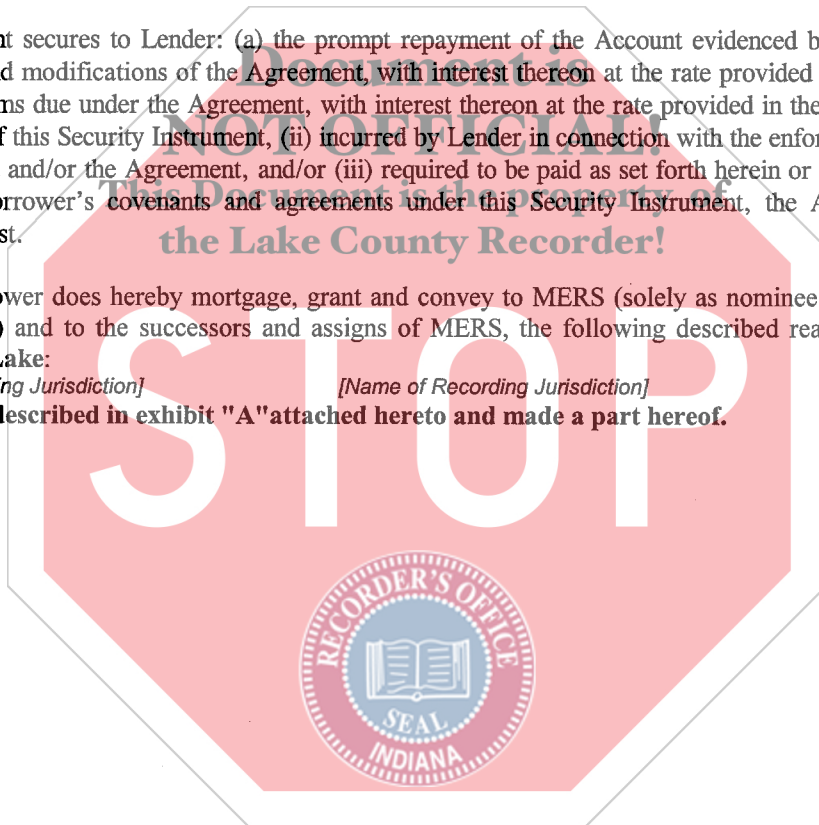 nt secures to Lender: (a) the prompt repayment of the Account evidenced b
d modifications of the Agreement, with interest thereon at the rate provided
ns due under the Agreement, with interest thereon at the rate provided in the
f this Security Instrument, (ii) incurred by Lender in connection with the enfor
and/or the Agreement, and/or (iii) required to be paid as set forth herein or
orrower's covenants and agreements under this Security Instrument, the A
st.
Document is
NOT OFFICIAL!
This Document is the property of
the Lake County Recorder!
ower does hereby mortgage, grant and convey to MERS (solely as nominee
) and to the successors and assigns of MERS, the following described rea
Lake:
ng Jurisdiction] [Name of Recording Jurisdiction]
described in exhibit "A"attached hereto and made a part hereof.
STOP
RECORDER'S OFFICE
SEAL
INDIANA